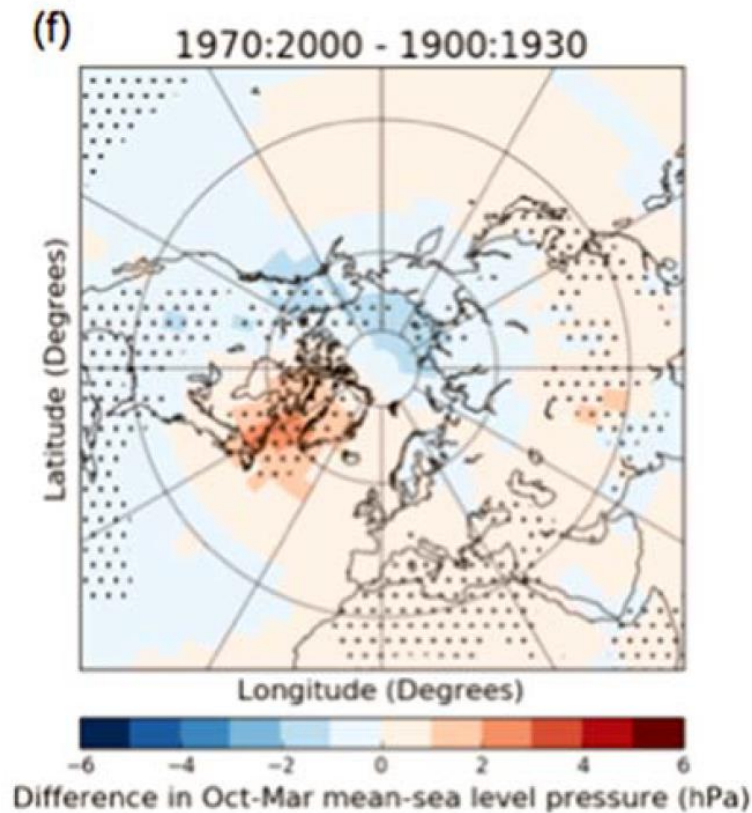 (f)
1970:2000 - 1900:1930
Latitude (Degrees)
Longitude (Degrees)
−6 −4 −2 0 2 4 6
Difference in Oct-Mar mean-sea level pressure (hPa)